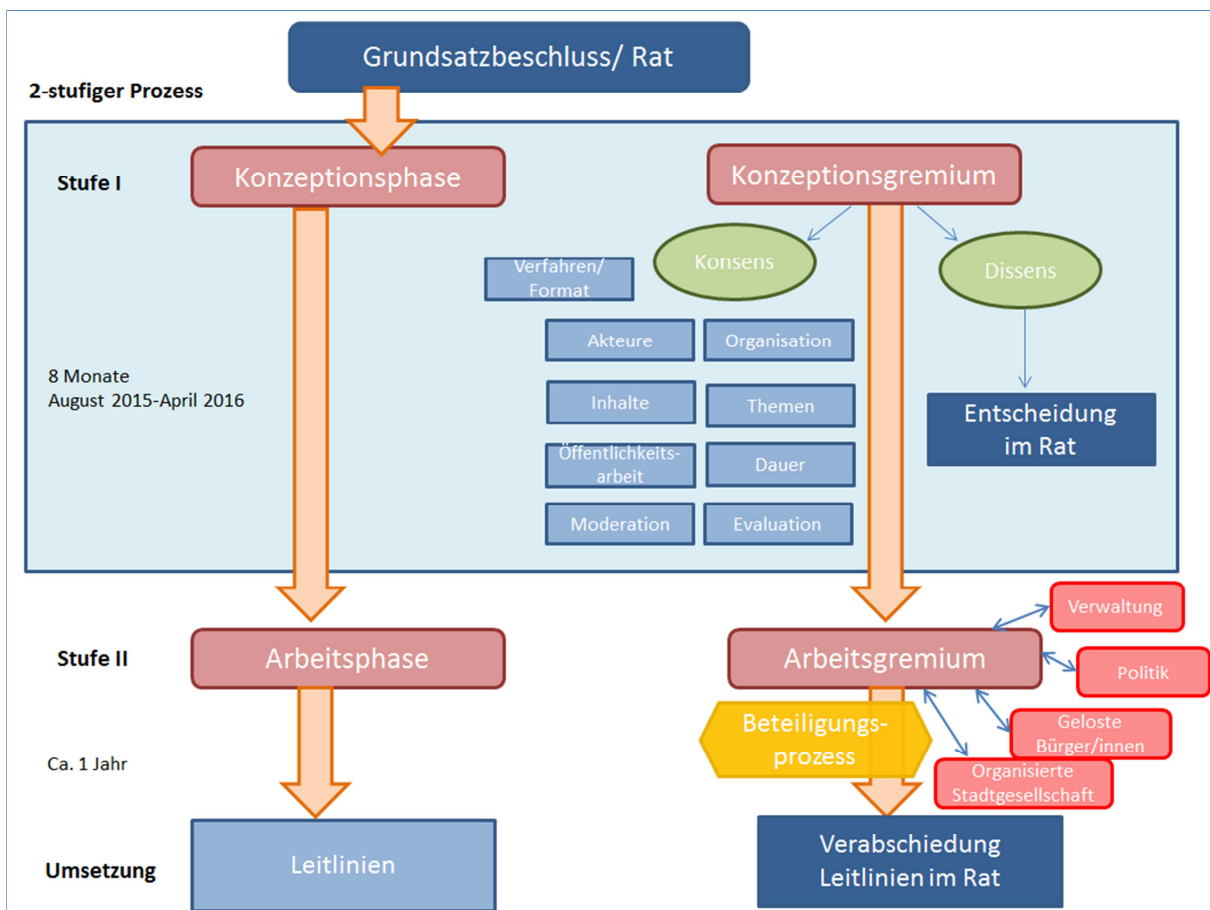 Grundsatzbeschluss/ Rat
2-stufiger Prozess
Stufe I
Konzeptionsphase
Konzeptionsgremium
Verfahren/
Format
Konsens
Dissens
Akteure
Organisation
8 Monate
August 2015-April 2016
Inhalte
Themen
Entscheidung
im Rat
Öffentlichkeits-
arbeit
Dauer
Moderation
Evaluation
Stufe II
Arbeitsphase
Arbeitsgremium
Verwaltung
Politik
Geloste
Bürger/innen
Organisierte
Stadtgesellschaft
Beteiligungs-
prozess
Ca. 1 Jahr
Umsetzung
Leitlinien
Verabschiedung
Leitlinien im Rat